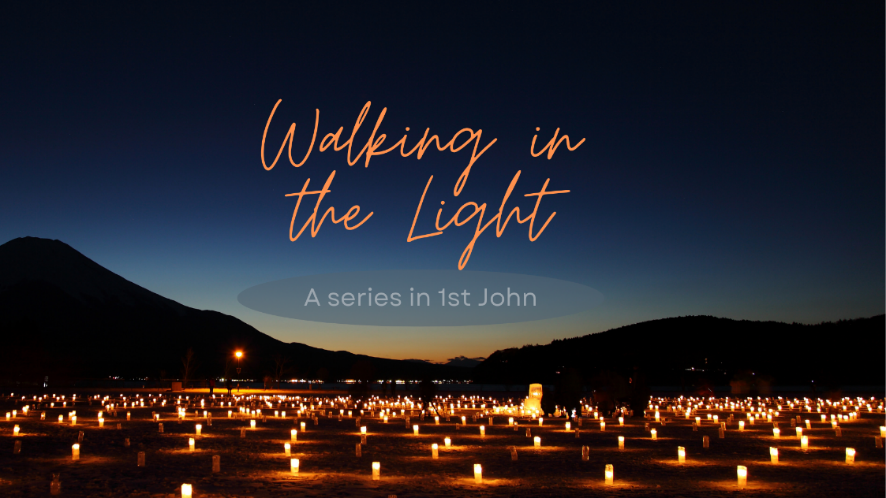 Walking in
the Light
A series in 1st John